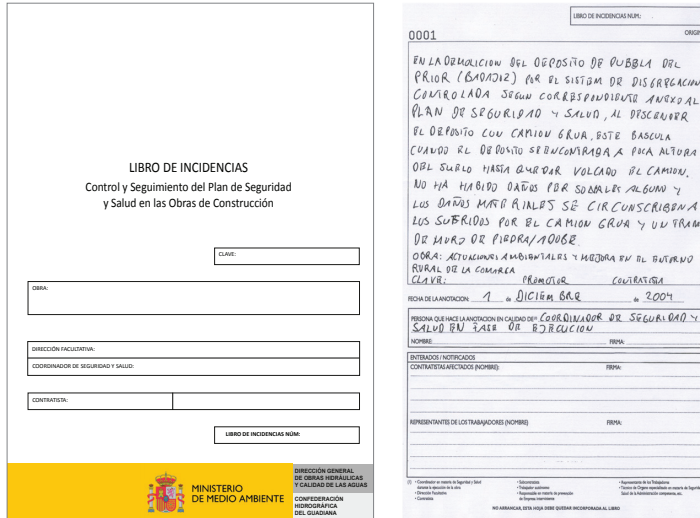 LIBRO DE INCIDENCIAS
Control y Seguimiento del Plan de Seguridad
y Salud en las Obras de Construcción
CLAVE:
OBRA:
DIRECCIÓN FACULTATIVA:
COORDINADOR DE SEGURIDAD Y SALUD:
CONTRATISTA:
LIBRO DE INCIDENCIAS NÚM:
MINISTERIO
DE MEDIO AMBIENTE
DIRECCIÓN GENERAL
DE OBRAS HIDRÁULICAS
Y CALIDAD DE LAS AGUAS
CONFEDERACIÓN
HIDROGRÁFICA
DEL GUADIANA
LIBRO DE INCIDENCIAS NUM.:
0001
EN LA DEMOLICION DEL DEPOSITO DE PUEBLA DEL
PRIOR (BADAJOZ) POR EL SISTEMA DE DISGREGACION
CONTROLADA SEGUN CORRESPONDIENTE ANEXO AL
PLAN DE SEGURIDAD Y SALUD, AL DESCENDER
EL DEPOSITO CON CAMION GRUA, ESTE BASCULA
CUANDO EL DEPOSITO SE ENCONTRABA A POCA ALTURA
DEL SUELO HASTA QUEDAR VOLCADO EL CAMION.
NO HA HABIDO DAÑOS PERSONALES ALGUNO Y
LOS DAÑOS MATERIALES SE CIRCUNSCRIBEN A
LOS SUFRIDOS POR EL CAMION GRUA Y UN TRAM
DE MURO DE PIEDRA/ADOBE.
OBRA: ACTUACIONES AMBIENTALES Y MEJORA EN EL ENTORNO
RURAL DE LA COMARCA
CLAVE: PROMOTOR CONTRATISTA
FECHA DE LA ANOTACION: 1 de DICIEMBRE de 2004
PERSONA QUE HACE LA ANOTACION EN CALIDAD DE: COORDINADOR DE SEGURIDAD Y
SALUD EN FASE DE EJECUCION
NOMBRE: FIRMA:
ENTERADOS / NOTIFICADOS
CONTRATISTAS AFECTADOS (NOMBRE): FIRMA:
REPRESENTANTES DE LOS TRABAJADORES (NOMBRE) FIRMA:
NO ARRANCAR, ESTA HOJA DEBE QUEDAR INCORPORADA AL LIBRO